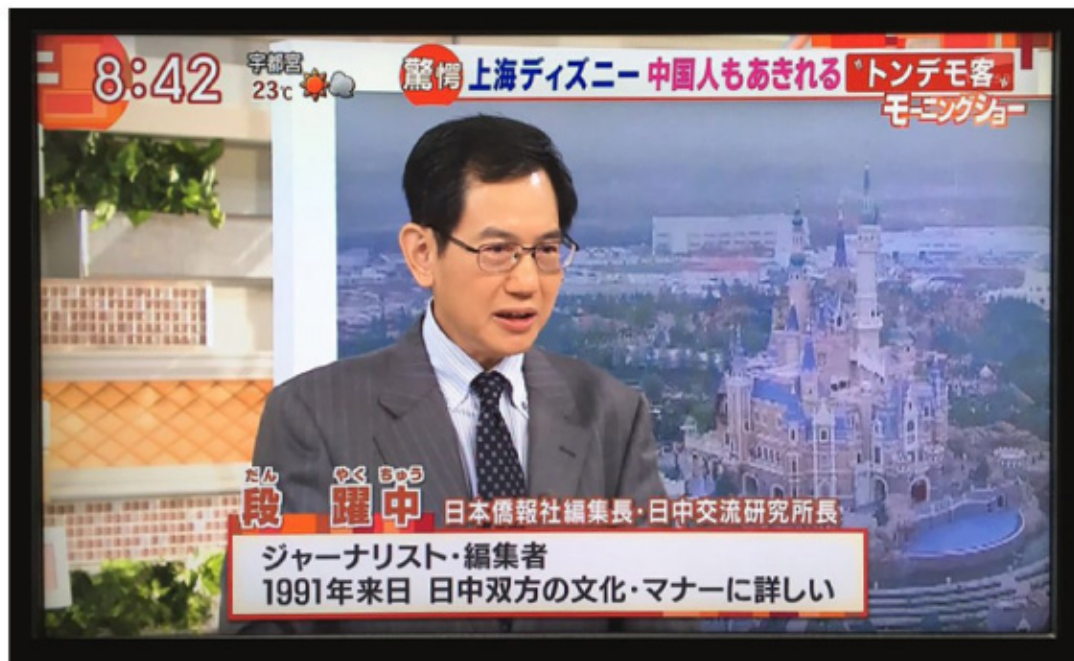 8:42
宇都宮
23℃
驚愕 上海ディズニー 中国人もあきれる “トンデモ客”
モーニングショー
だん やく ちゅう
段 躍中 日本僑報社編集長・日中交流研究所長
ジャーナリスト・編集者
1991年来日 日中双方の文化・マナーに詳しい